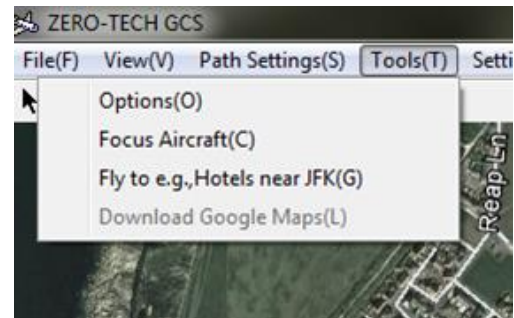 ZERO-TECH GCS
File(F) View(V) Path Settings(S) Tools(T) Setti
Options(O)
Focus Aircraft(C)
Fly to e.g.,Hotels near JFK(G)
Download Google Maps(L)
Reap-Ln